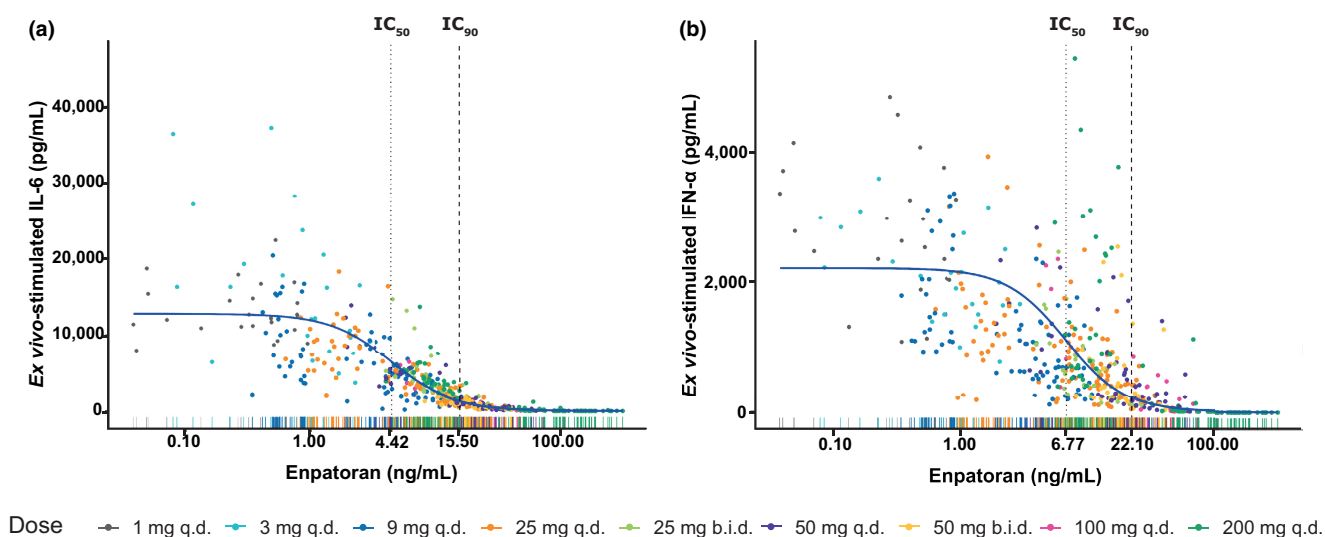 (a)
IC50
IC90
Ex vivo-stimulated IL-6 (pg/mL)
40,000
30,000
20,000
10,000
0
0.10
1.00
4.42
15.50
100.00
Enpatoran (ng/mL)
(b)
IC50
IC90
Ex vivo-stimulated IFN-α (pg/mL)
4,000
2,000
0
0.10
1.00
6.77
22.10
100.00
Enpatoran (ng/mL)
Dose 1 mg q.d. 3 mg q.d. 9 mg q.d. 25 mg q.d. 25 mg b.i.d. 50 mg q.d. 50 mg b.i.d. 100 mg q.d. 200 mg q.d.